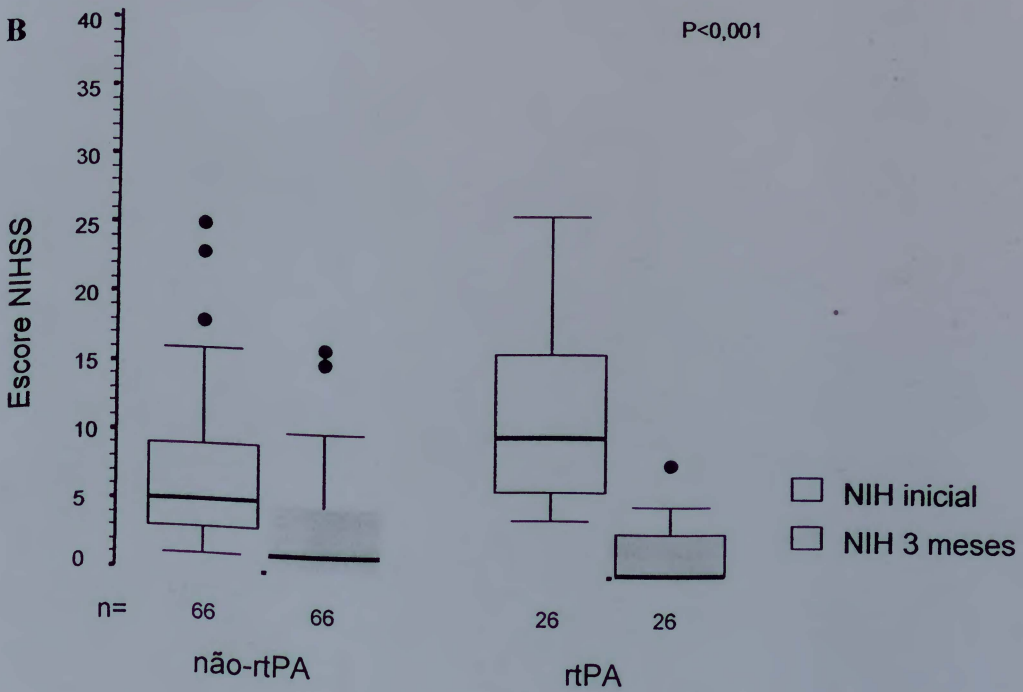 B
P<0,001
Escore NIHSS
40
35
30
25
20
15
10
5
0
n= 66 66 26 26
não-rtPA rtPA
NIH inicial
NIH 3 meses